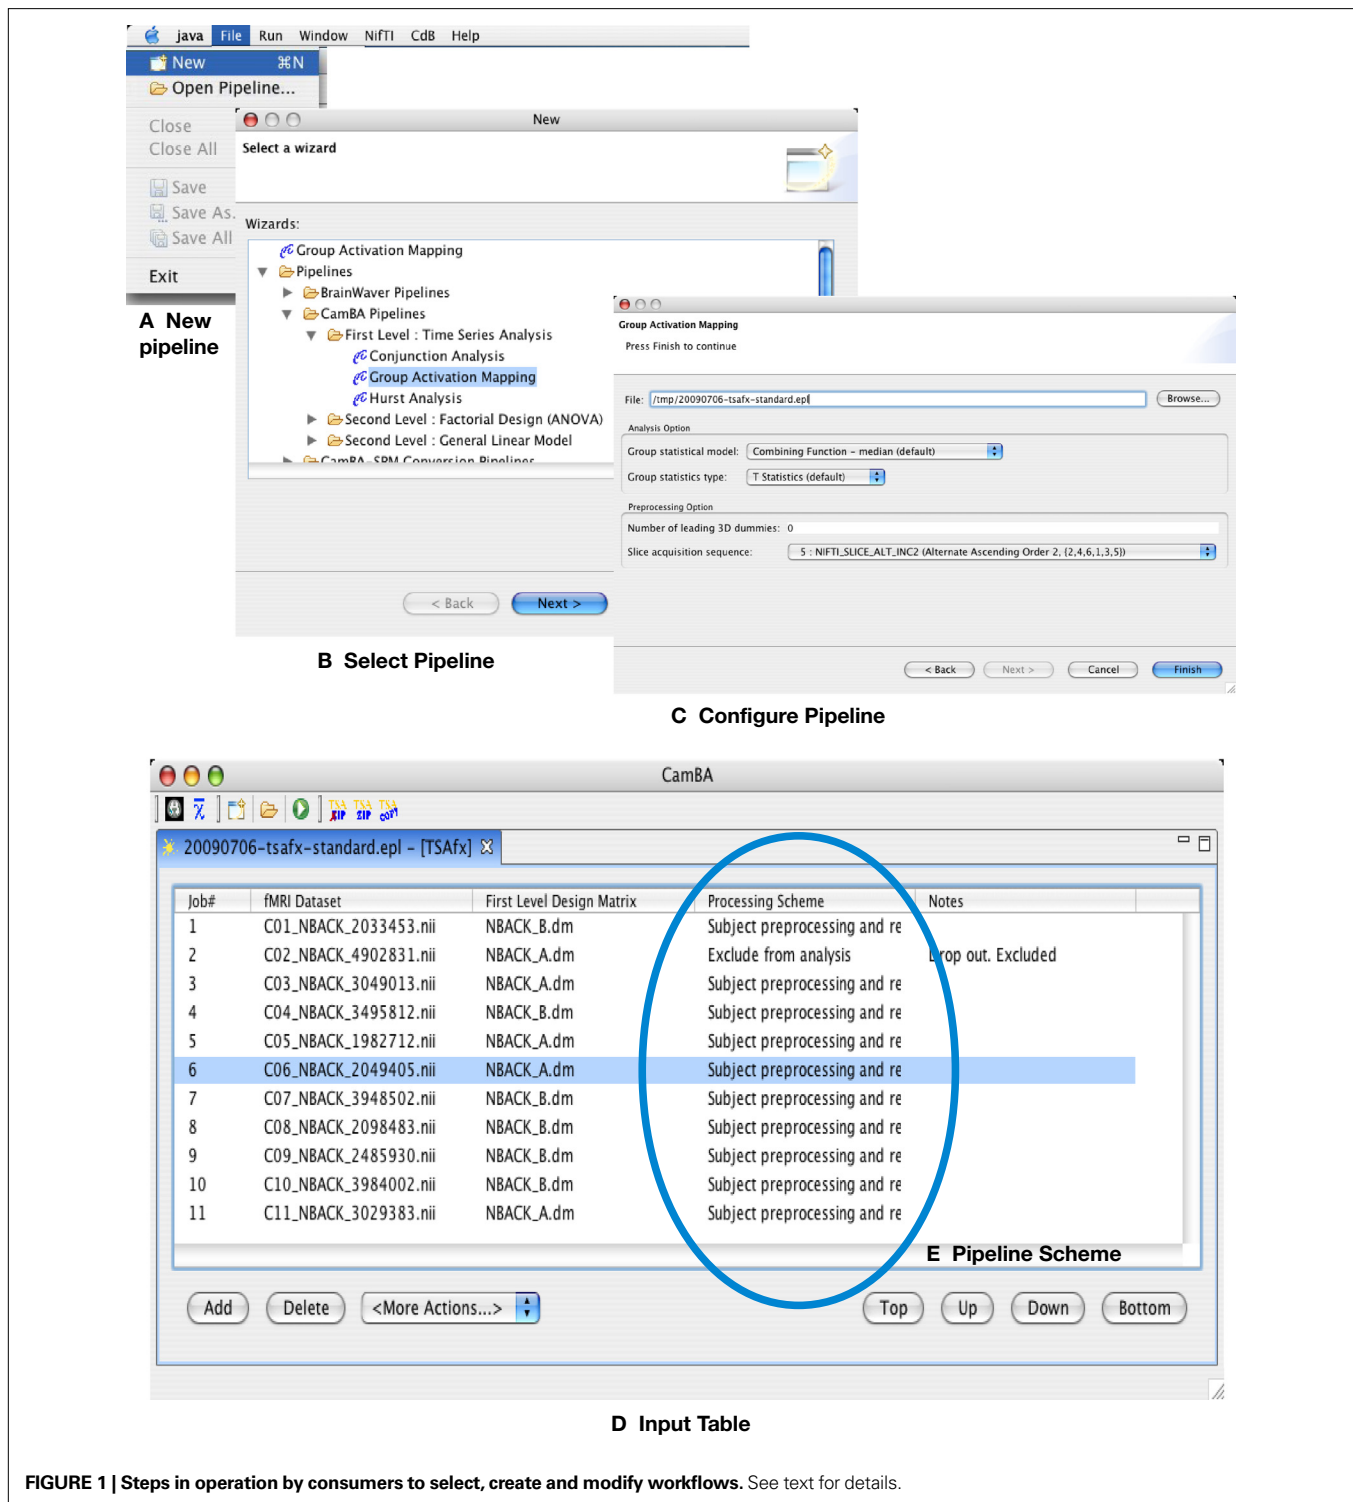 java File Run Window NifTI CdB Help
New ⌘N
Open Pipeline...
Close
Close All
Save
Save As.
Save All
Exit
A New
pipeline
New
Select a wizard
Wizards:
Group Activation Mapping
Pipelines
BrainWaver Pipelines
CamBA Pipelines
First Level : Time Series Analysis
Conjunction Analysis
Group Activation Mapping
Hurst Analysis
Second Level : Factorial Design (ANOVA)
Second Level : General Linear Model
CamBA-SPM Conversion Pipelines
< Back Next >
B Select Pipeline
Group Activation Mapping
Press Finish to continue
File: /tmp/20090706-tsafx-standard.epl Browse...
Analysis Option
Group statistical model: Combining Function - median (default)
Group statistics type: T Statistics (default)
Preprocessing Option
Number of leading 3D dummies: 0
Slice acquisition sequence: 5 : NIFTI_SLICE_ALT_INC2 (Alternate Ascending Order 2, {2,4,6,1,3,5})
< Back Next > Cancel Finish
C Configure Pipeline
CamBA
TSA ZIP TSA ZIP TSA COPY
20090706-tsafx-standard.epl - [TSAfx]
Job# fMRI Dataset First Level Design Matrix Processing Scheme Notes
1 C01_NBACK_2033453.nii NBACK_B.dm Subject preprocessing and re
2 C02_NBACK_4902831.nii NBACK_A.dm Exclude from analysis Drop out. Excluded
3 C03_NBACK_3049013.nii NBACK_A.dm Subject preprocessing and re
4 C04_NBACK_3495812.nii NBACK_B.dm Subject preprocessing and re
5 C05_NBACK_1982712.nii NBACK_A.dm Subject preprocessing and re
6 C06_NBACK_2049405.nii NBACK_A.dm Subject preprocessing and re
7 C07_NBACK_3948502.nii NBACK_B.dm Subject preprocessing and re
8 C08_NBACK_2098483.nii NBACK_B.dm Subject preprocessing and re
9 C09_NBACK_2485930.nii NBACK_B.dm Subject preprocessing and re
10 C10_NBACK_3984002.nii NBACK_B.dm Subject preprocessing and re
11 C11_NBACK_3029383.nii NBACK_A.dm Subject preprocessing and re
E Pipeline Scheme
Add Delete <More Actions...> Top Up Down Bottom
D Input Table
FIGURE 1 | Steps in operation by consumers to select, create and modify workflows. See text for details.